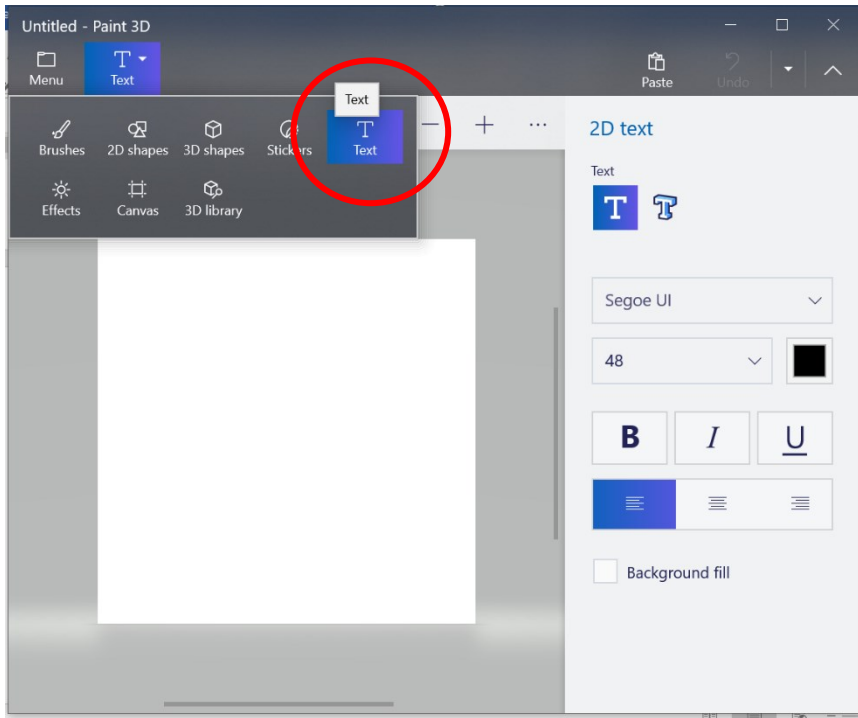 Untitled - Paint 3D
Menu
Text
Paste
Undo
Text
Brushes
2D shapes
3D shapes
Stickers
Text
Effects
Canvas
3D library
2D text
Text
T T
Segoe UI
48
B I U
Background fill